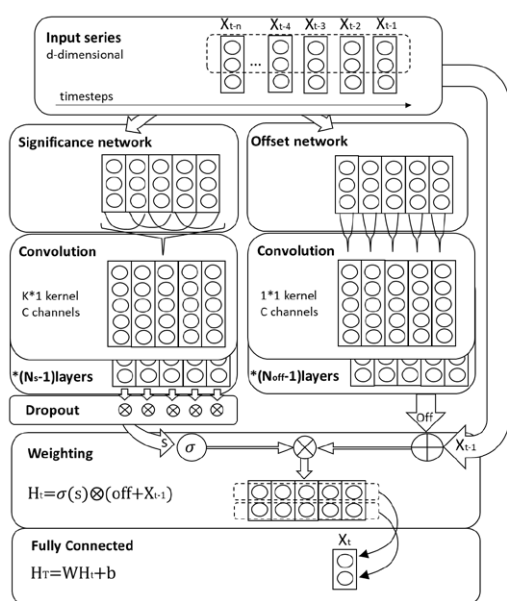 Input series
d-dimensional
Xt-n Xt-4 Xt-3 Xt-2 Xt-1
...
timesteps
Significance network
Offset network
Convolution
K*1 kernel
C channels
*(Ns-1)layers
Convolution
1*1 kernel
C channels
*(Noff-1)layers
Dropout
Off
S
σ
Xt-1
Weighting
Ht=σ(s)⊗(off+Xt-1)
Fully Connected
Xt
HT=WHt+b